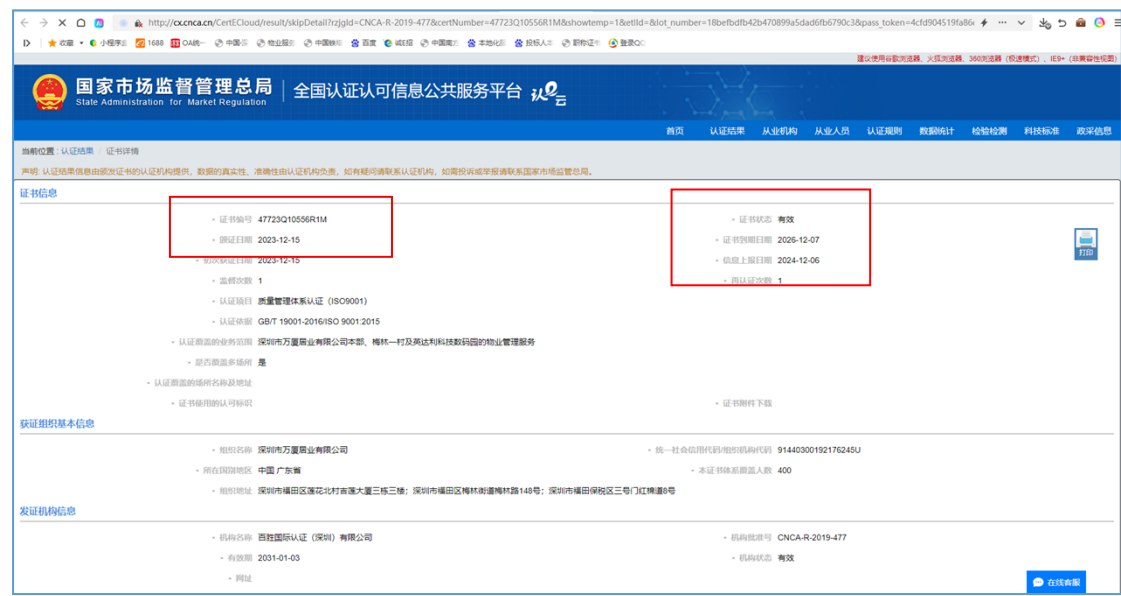 http://cx.cnca.cn/CertECloud/result/skipDetail?rzjgId=CNCA-R-2019-477&certNumber=47723Q10556R1M&showtemp=1&etlId=&lot_number=18befbdfb42b470899a5dad6fb6790c3&pass_token=4cfd904519fa86
收藏 小程序 1688 OA统一 物业服 百度 本地化 投标人 职称证书 登录QQ
建议使用谷歌浏览器、火狐浏览器、360浏览器（极速模式），IE9+（非兼容性视图）
国家市场监督管理总局
State Administration for Market Regulation
全国认证认可信息公共服务平台 认e云
首页 认证结果 从业机构 从业人员 认证规则 数据统计 检验检测 科技标准 政采信息
当前位置：认证结果 / 证书详情
声明: 认证结果信息由颁发证书的认证机构提供，数据的真实性、准确性由认证机构负责，如有疑问请联系认证机构，如需投诉或举报请联系国家市场监管总局。
证书信息
证书编号 47723Q10556R1M 证书状态 有效
颁证日期 2023-12-15 证书到期日期 2026-12-07
初次获证日期 2023-12-15 信息上报日期 2024-12-06
监督次数 1 再认证次数 1
认证项目 质量管理体系认证（ISO9001）
认证依据 GB/T 19001-2016/ISO 9001:2015
认证覆盖的业务范围 深圳市万厦居业有限公司本部、梅林一村及英达利科技数码园的物业管理服务
是否覆盖多场所 是
认证覆盖的场所名称及地址
证书使用的认可标识 证书附件下载
打印
获证组织基本信息
组织名称 深圳市万厦居业有限公司 统一社会信用代码/组织机构代码 91440300192176245U
所在国别地区 中国 广东省 本证书体系覆盖人数 400
组织地址 深圳市福田区莲花北村吉莲大厦三栋三楼；深圳市福田区梅林街道梅林路148号；深圳市福田保税区三号门红棉道8号
发证机构信息
机构名称 百胜国际认证（深圳）有限公司 机构批准号 CNCA-R-2019-477
有效期 2031-01-03 机构状态 有效
网址
在线客服